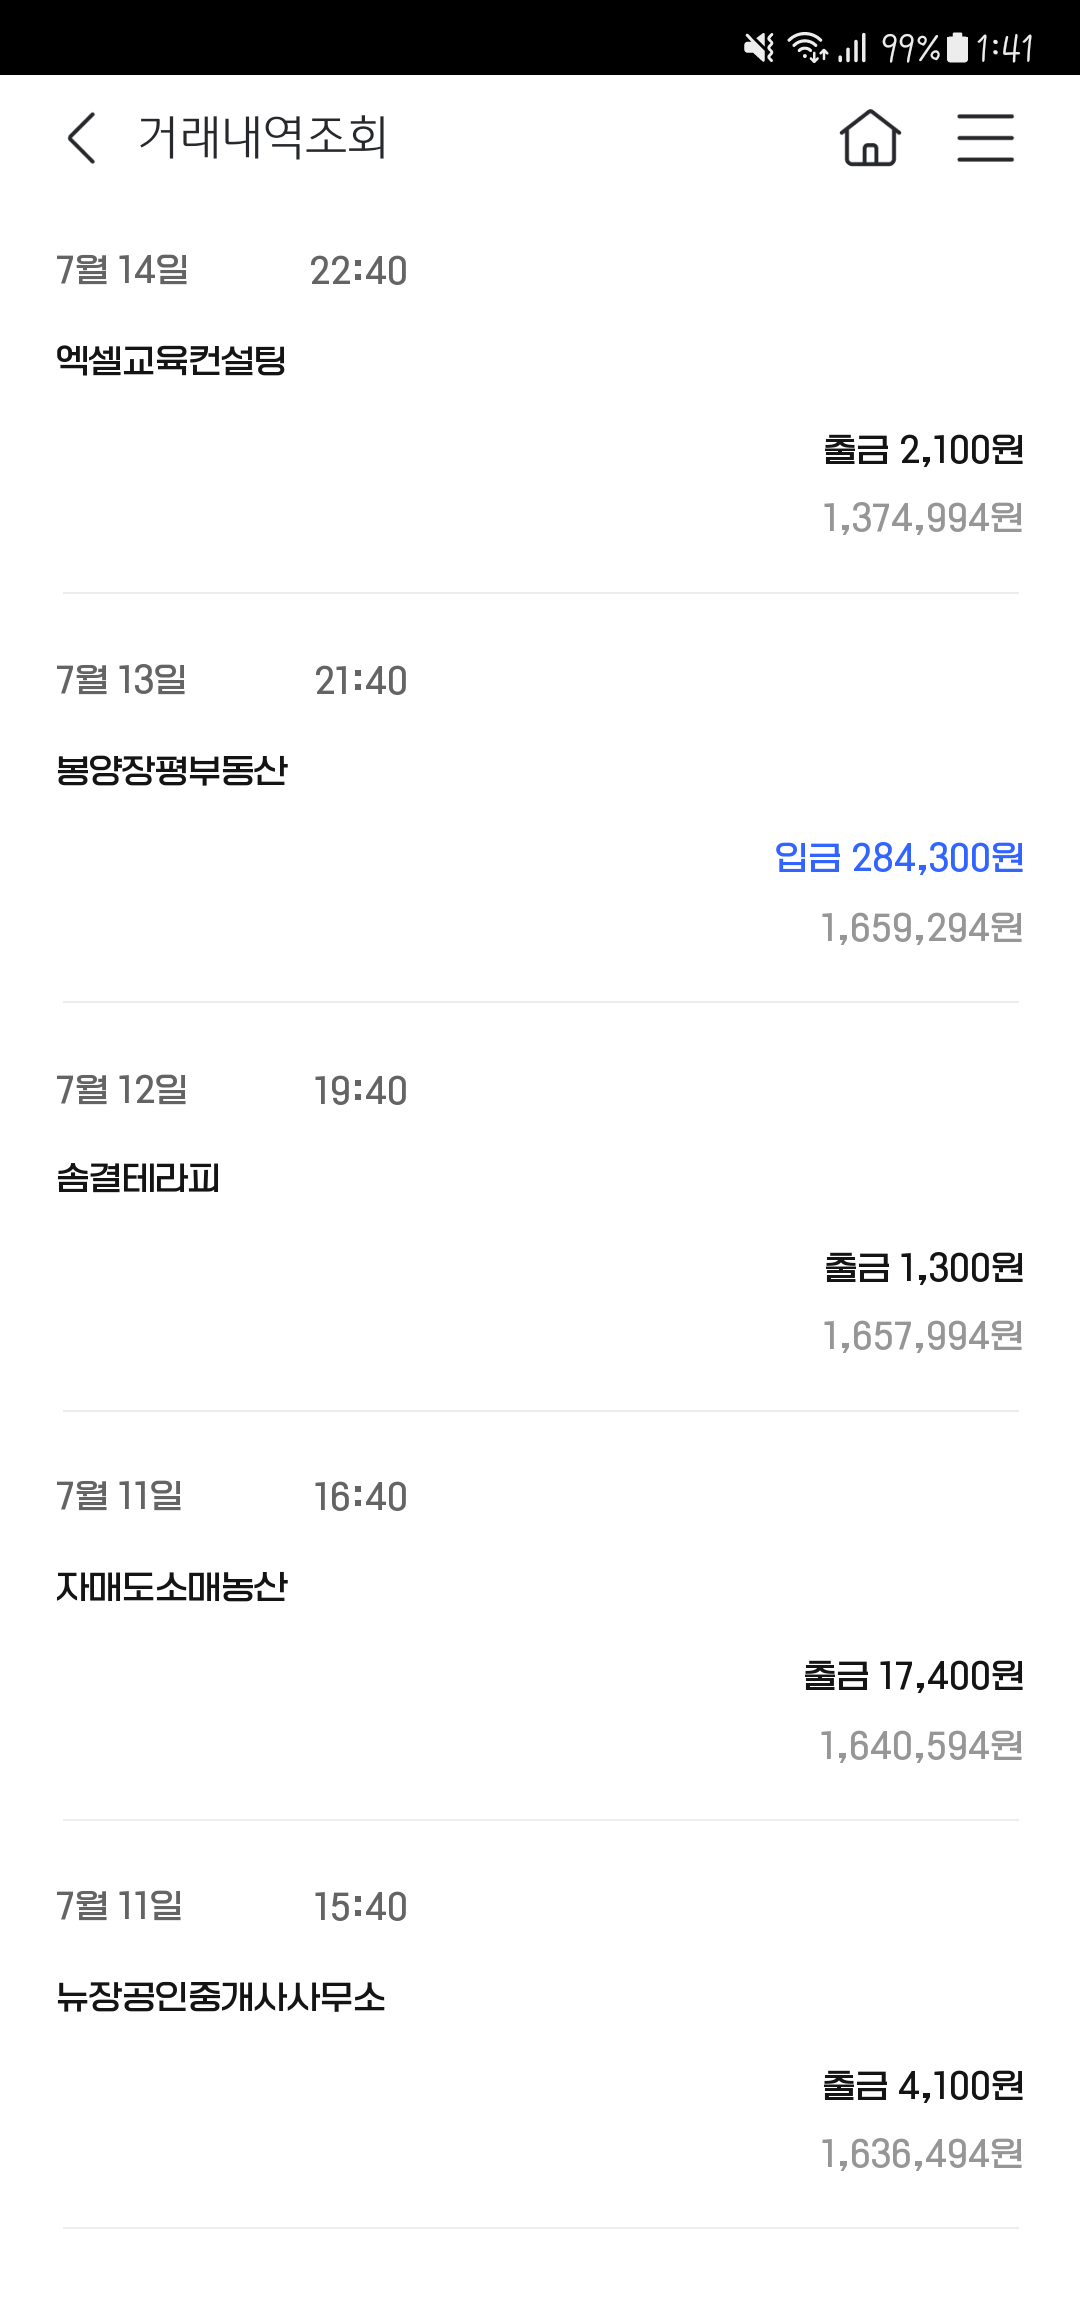 99% 1:41
거래내역조회
7월 14일 22:40
엑셀교육컨설팅
출금 2,100원
1,374,994원
7월 13일 21:40
봉양장평부동산
입금 284,300원
1,659,294원
7월 12일 19:40
솜결테라피
출금 1,300원
1,657,994원
7월 11일 16:40
자매도소매농산
출금 17,400원
1,640,594원
7월 11일 15:40
뉴장공인중개사사무소
출금 4,100원
1,636,494원